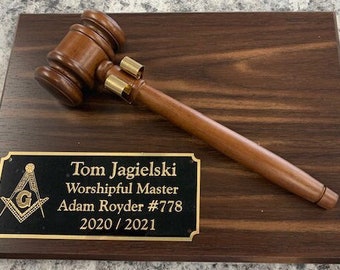 G
Tom Jagielski
Worshipful Master
Adam Royder #778
2020 / 2021